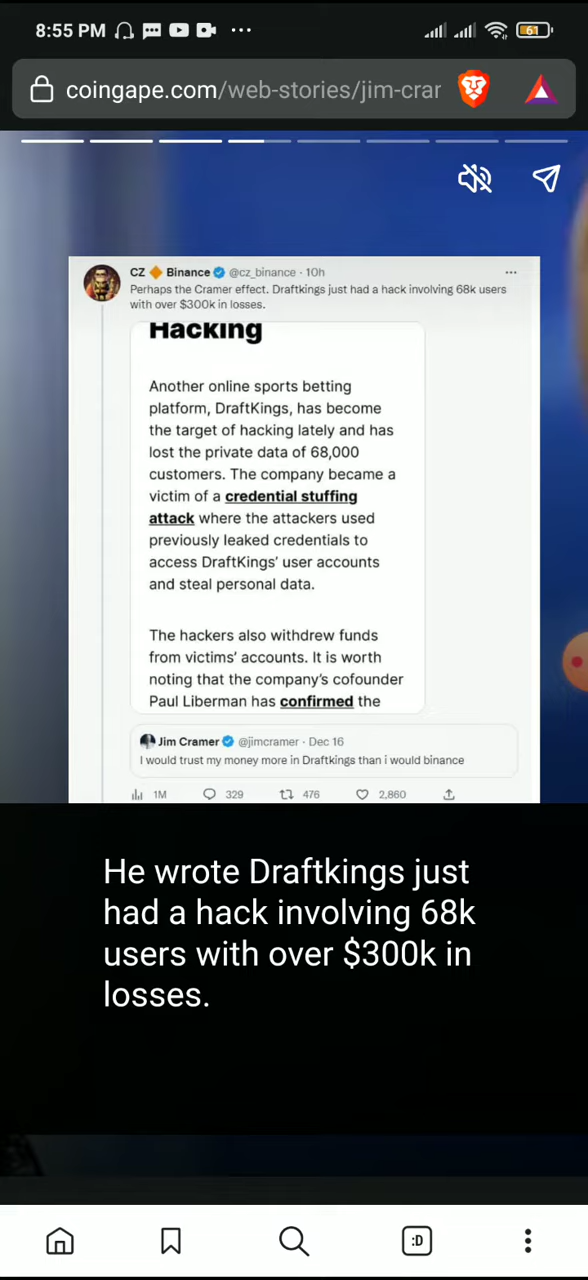 8:55 PM
61
coingape.com/web-stories/jim-crar
CZ Binance @cz_binance · 10h
Perhaps the Cramer effect. Draftkings just had a hack involving 68k users
with over $300k in losses.
Hacking
Another online sports betting
platform, DraftKings, has become
the target of hacking lately and has
lost the private data of 68,000
customers. The company became a
victim of a credential stuffing
attack where the attackers used
previously leaked credentials to
access DraftKings’ user accounts
and steal personal data.
The hackers also withdrew funds
from victims’ accounts. It is worth
noting that the company’s cofounder
Paul Liberman has confirmed the
Jim Cramer @jimcramer · Dec 16
I would trust my money more in Draftkings than i would binance
1M 329 476 2,860
He wrote Draftkings just
had a hack involving 68k
users with over $300k in
losses.
:D